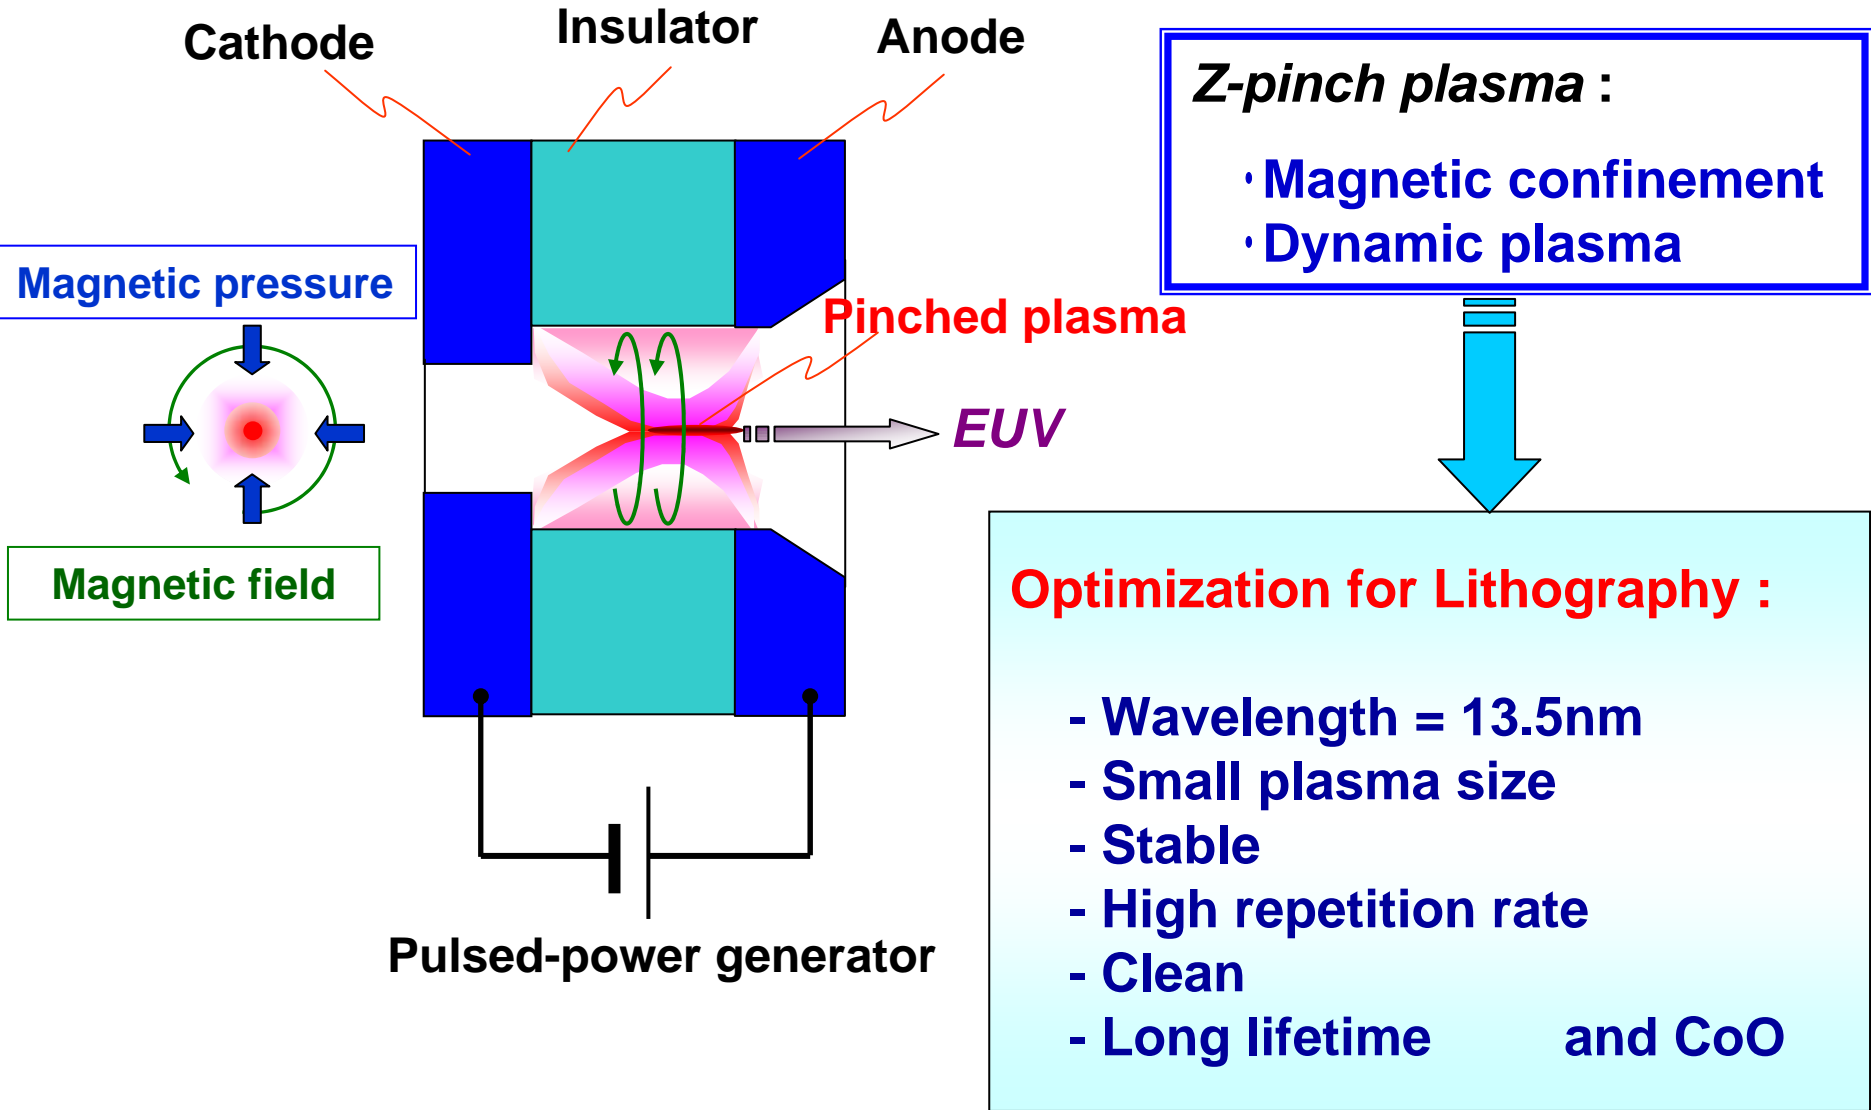 Cathode
Insulator
Anode
Magnetic pressure
Magnetic field
Pinched plasma
EUV
Pulsed-power generator
Z-pinch plasma :
・Magnetic confinement
・Dynamic plasma
Optimization for Lithography :
- Wavelength = 13.5nm
- Small plasma size
- Stable
- High repetition rate
- Clean
- Long lifetime and CoO